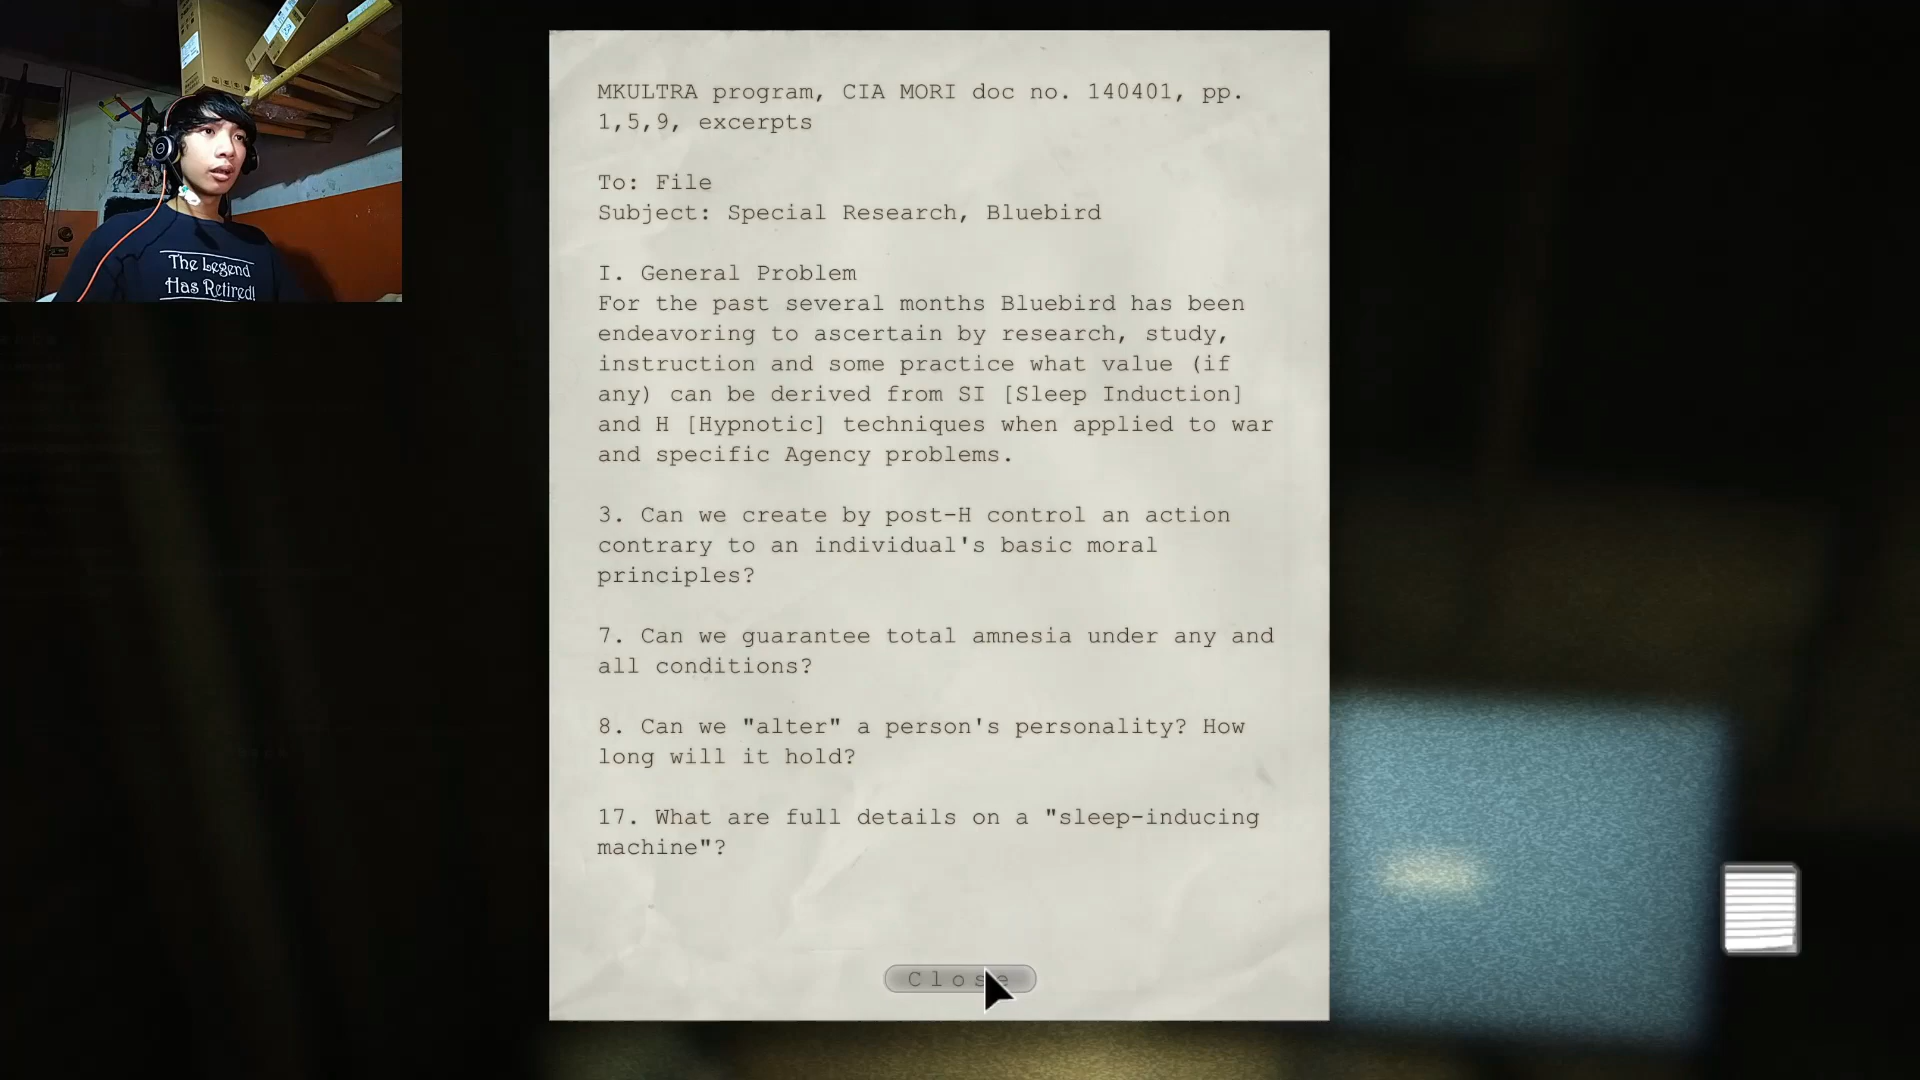 The Legend
Has Retired!
MKULTRA program, CIA MORI doc no. 140401, pp.
1,5,9, excerpts
To: File
Subject: Special Research, Bluebird
I. General Problem
For the past several months Bluebird has been
endeavoring to ascertain by research, study,
instruction and some practice what value (if
any) can be derived from SI [Sleep Induction]
and H [Hypnotic] techniques when applied to war
and specific Agency problems.
3. Can we create by post-H control an action
contrary to an individual's basic moral
principles?
7. Can we guarantee total amnesia under any and
all conditions?
8. Can we "alter" a person's personality? How
long will it hold?
17. What are full details on a "sleep-inducing
machine"?
Close